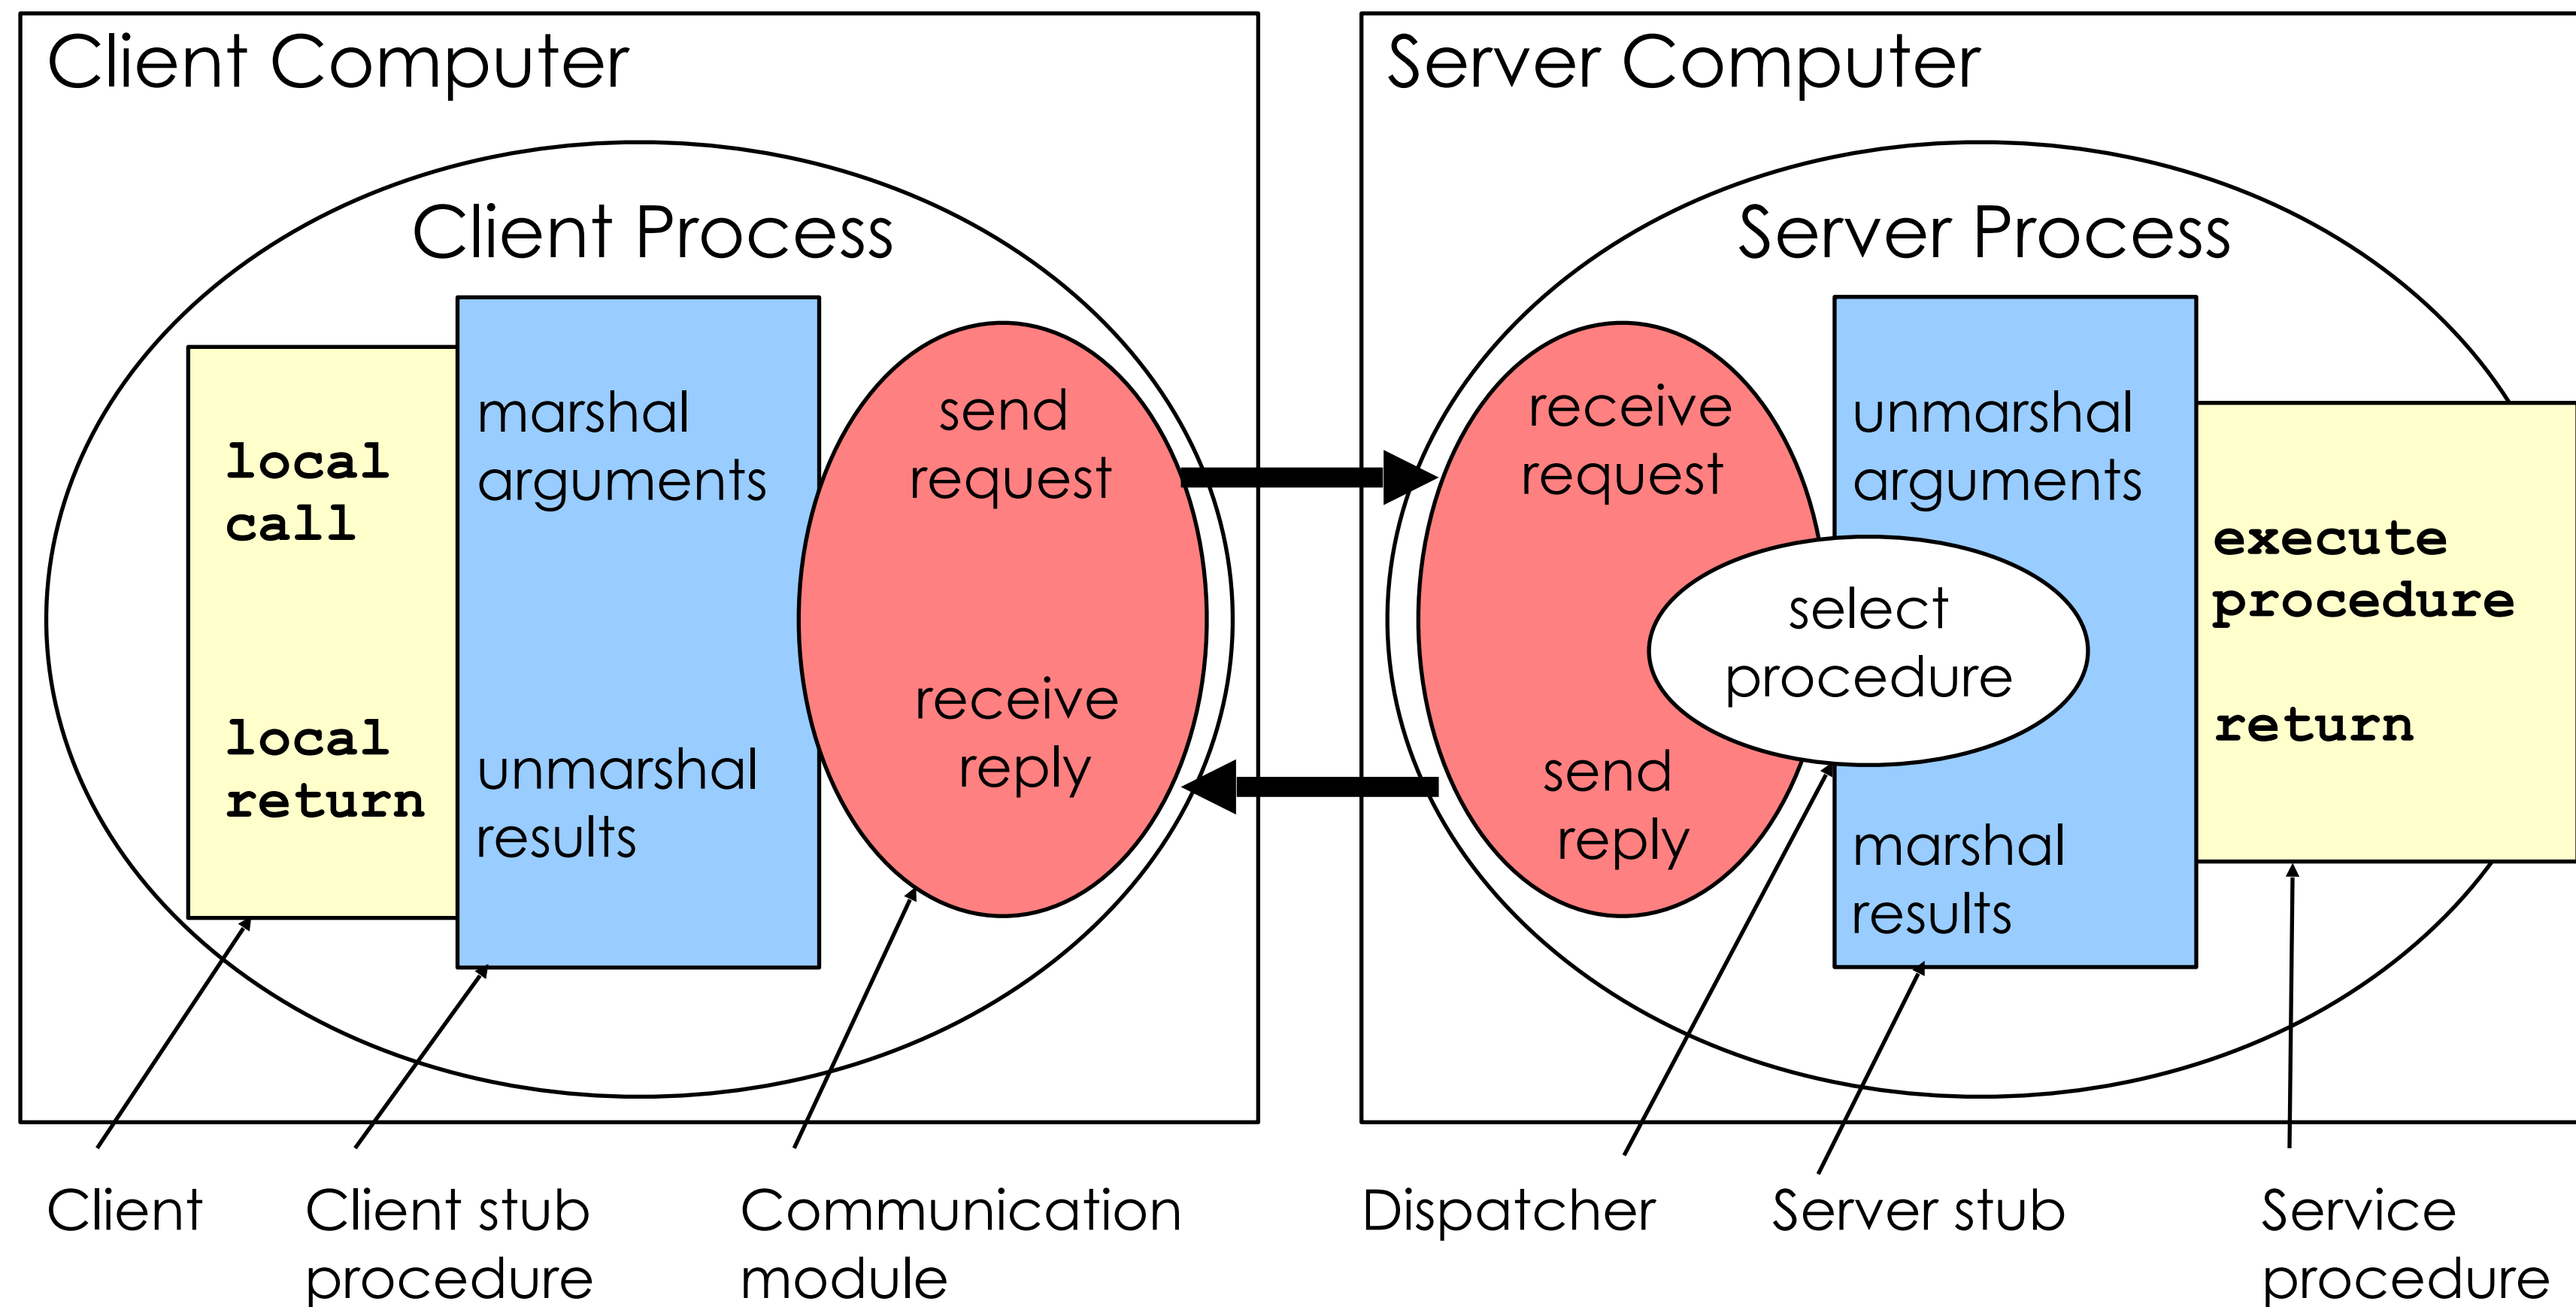 Client Computer
Client Process
local
call
local
return
marshal
arguments
unmarshal
results
send
request
receive
reply
Server Computer
Server Process
receive
request
send
reply
select
procedure
unmarshal
arguments
marshal
results
execute
procedure
return
Client
Client stub
procedure
Communication
module
Dispatcher
Server stub
Service
procedure